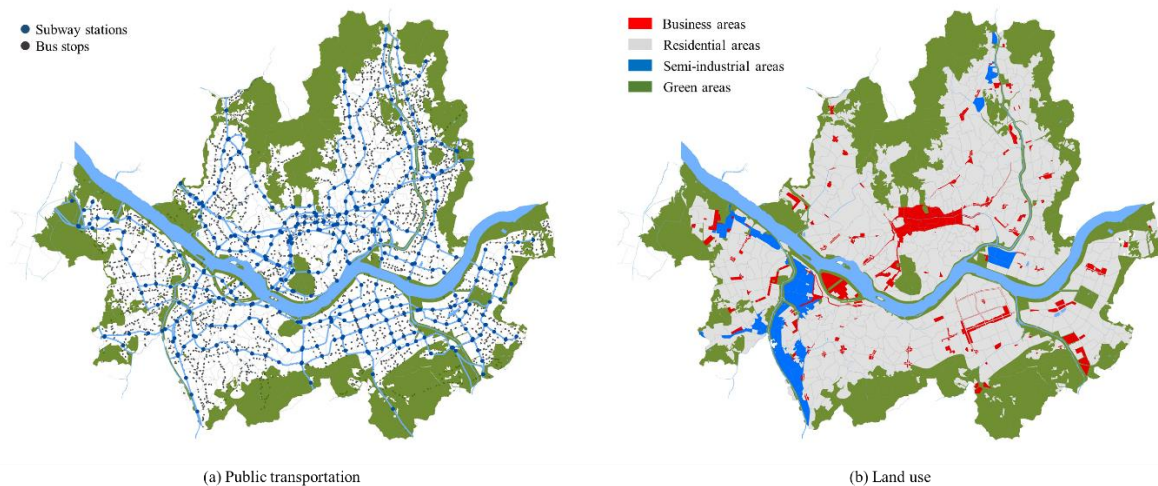 Subway stations
Bus stops
Business areas
Residential areas
Semi-industrial areas
Green areas
(a) Public transportation
(b) Land use